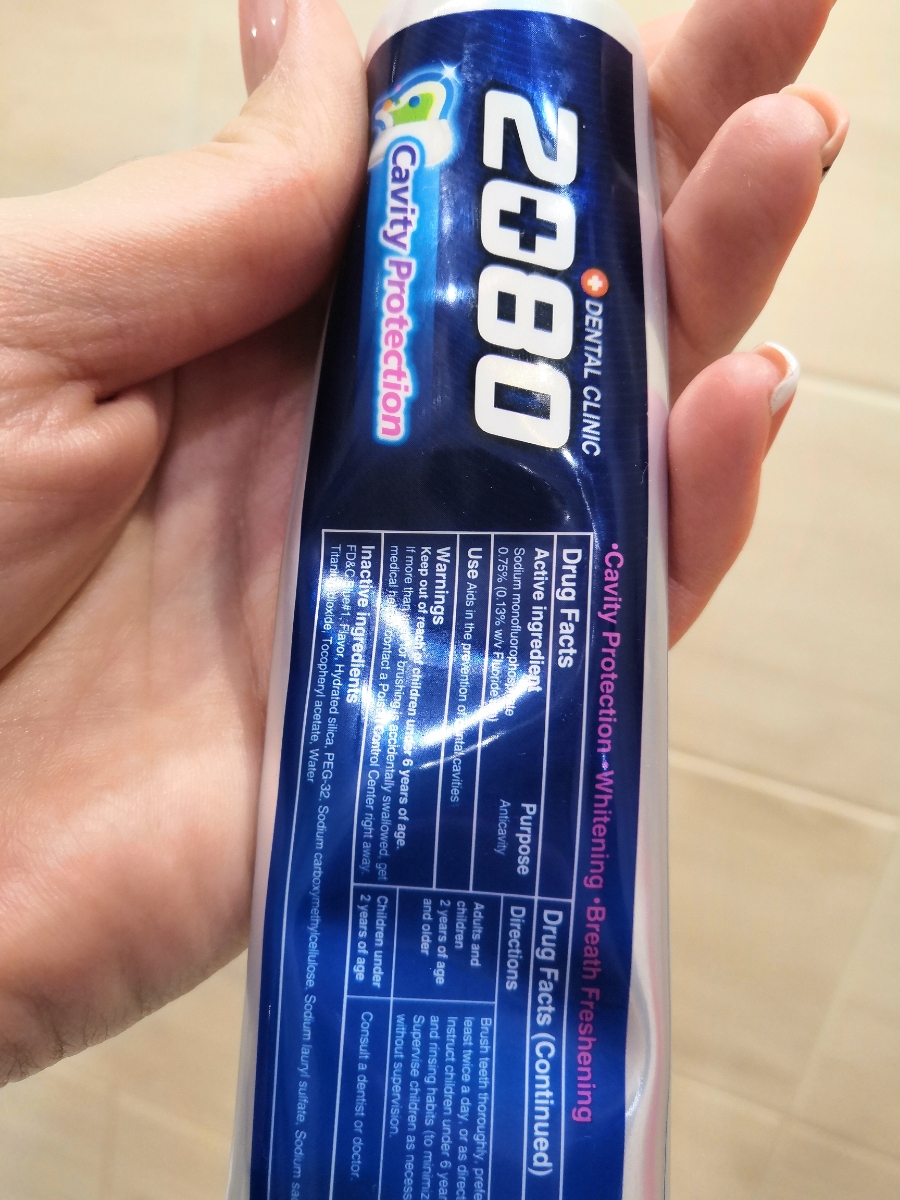 DENTAL CLINIC
2080
Cavity Protection
•Cavity Protection •Whitening •Breath Freshening
Drug Facts
Active ingredient
Purpose
Sodium
0.75% (0.13% w/v
Anticavity
Use Aids in the prevention of cavities
Warnings
Keep out of reach of children under 6 years of age.
If more than for brushing is accidentally swallowed, get
medical contact a Control Center right away.
Inactive ingredients
Flavor, Hydrated silica, PEG-32, Sodium carboxymethylcellulose, Sodium lauryl sulfate, Sodium
Tocopheryl acetate, Water
Drug Facts (Continued)
Directions
Adults and
children
2 years of age
and older
Brush teeth thoroughly,
least twice a day, or as
Instruct children under 6
and rinsing habits (to
Supervise children as
without supervision.
Children under
2 years of age
Consult a dentist or doctor.